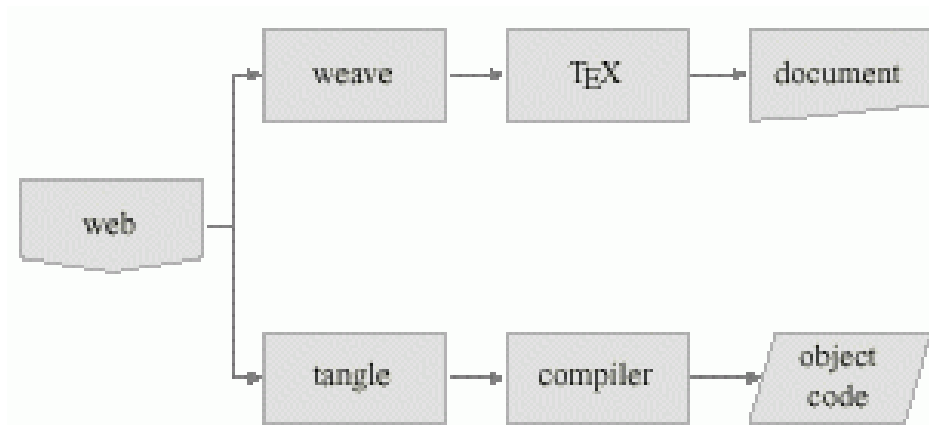 weave
TEX
document
web
tangle
compiler
object
code